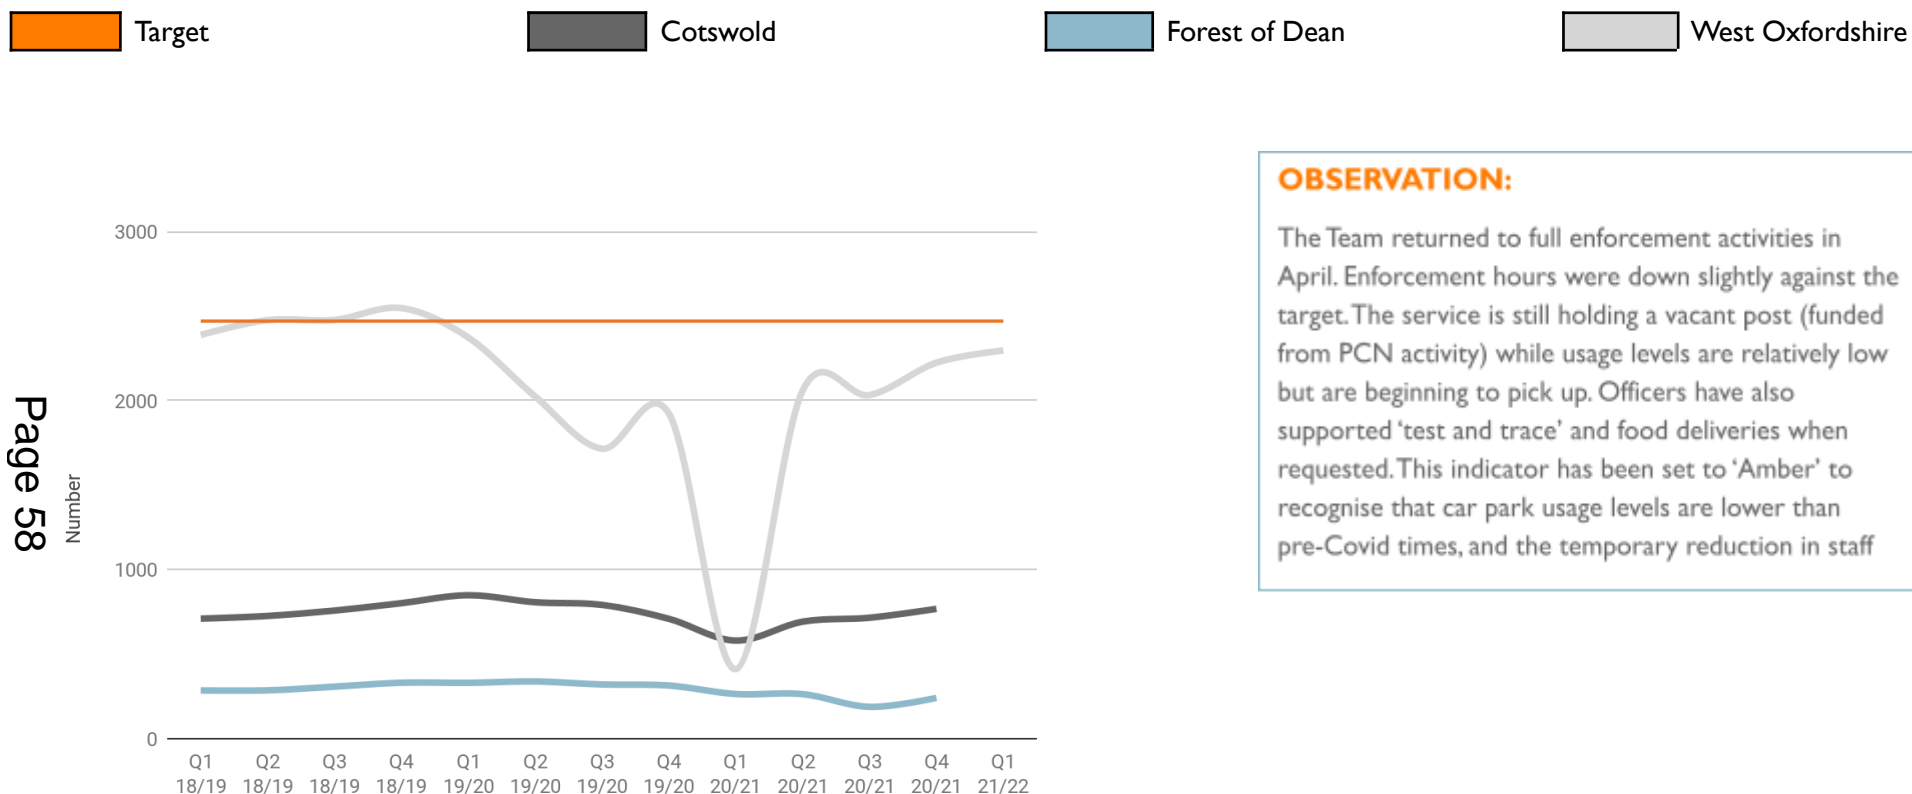 Target
Cotswold
Forest of Dean
West Oxfordshire
OBSERVATION:
The Team returned to full enforcement activities in
April. Enforcement hours were down slightly against the
target. The service is still holding a vacant post (funded
from PCN activity) while usage levels are relatively low
but are beginning to pick up. Officers have also
supported ‘test and trace’ and food deliveries when
requested. This indicator has been set to ‘Amber’ to
recognise that car park usage levels are lower than
pre-Covid times, and the temporary reduction in staff
Page 58
Number
3000
2000
1000
0
Q1 Q2 Q3 Q4 Q1 Q2 Q3 Q4 Q1 Q2 Q3 Q4 Q1
18/19 18/19 18/19 18/19 19/20 19/20 19/20 19/20 20/21 20/21 20/21 20/21 21/22